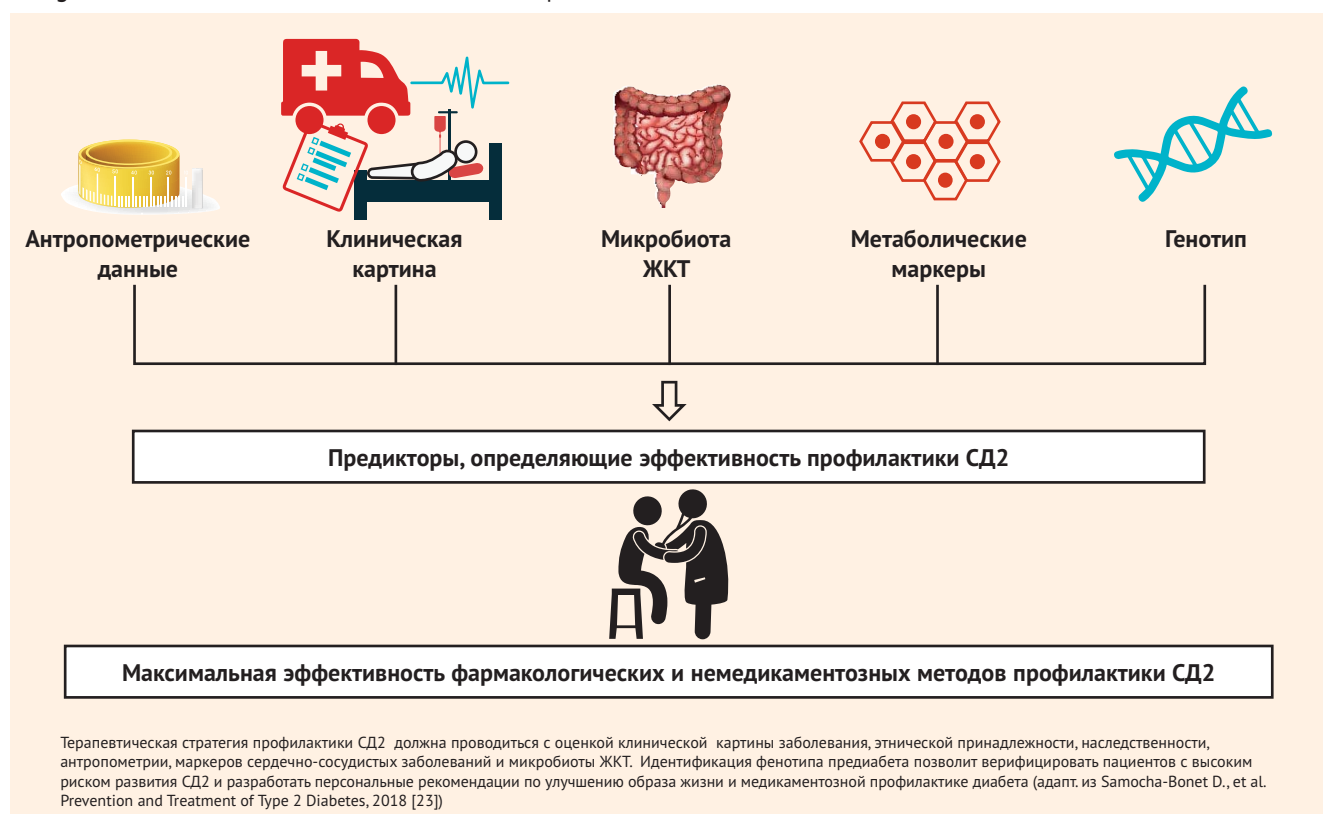 Антропометрические
данные
Клиническая
картина
Микробиота
ЖКТ
Метаболические
маркеры
Генотип
Предикторы, определяющие эффективность профилактики СД2
Максимальная эффективность фармакологических и немедикаментозных методов профилактики СД2
Терапевтическая стратегия профилактики СД2 должна проводиться с оценкой клинической картины заболевания, этнической принадлежности, наследственности,
антропометрии, маркеров сердечно-сосудистых заболеваний и микробиоты ЖКТ. Идентификация фенотипа предиабета позволит верифицировать пациентов с высоким
риском развития СД2 и разработать персональные рекомендации по улучшению образа жизни и медикаментозной профилактике диабета (адапт. из Samocha-Bonet D., et al.
Prevention and Treatment of Type 2 Diabetes, 2018 [23])